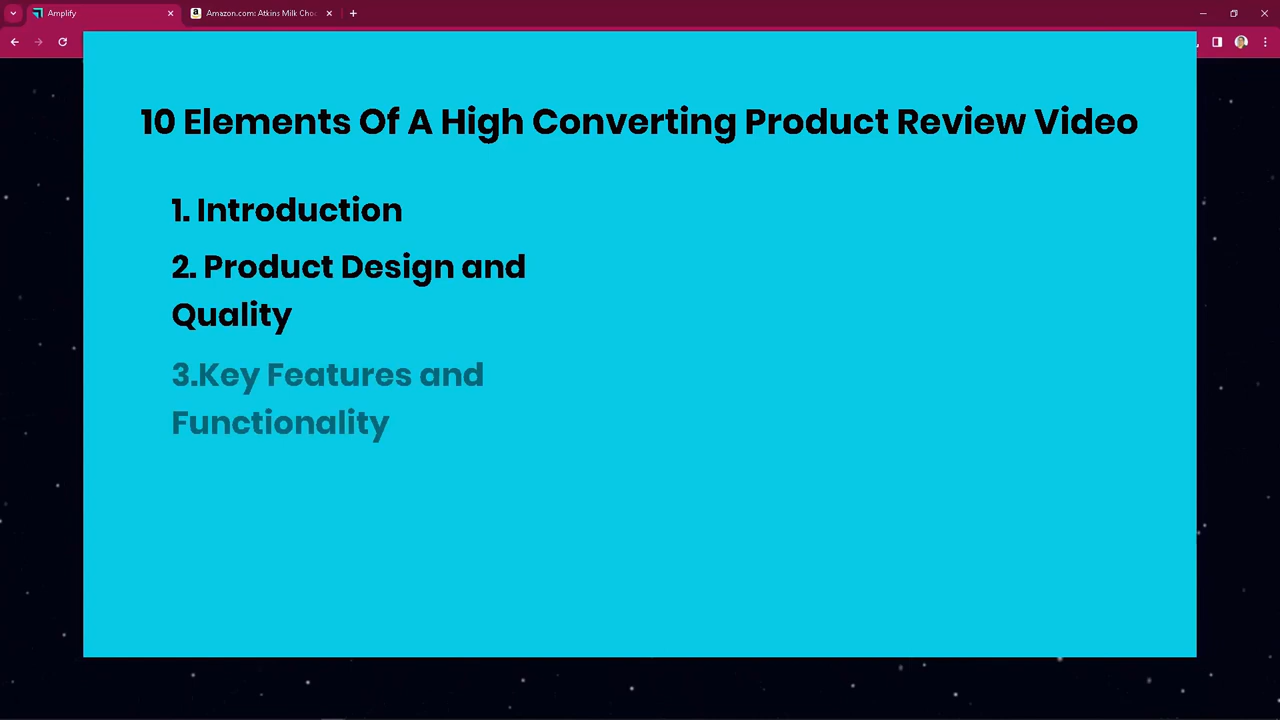 Amplify
Amazon.com: Atkins Milk Choc
10 Elements Of A High Converting Product Review Video
1. Introduction
2. Product Design and
Quality
3.Key Features and
Functionality